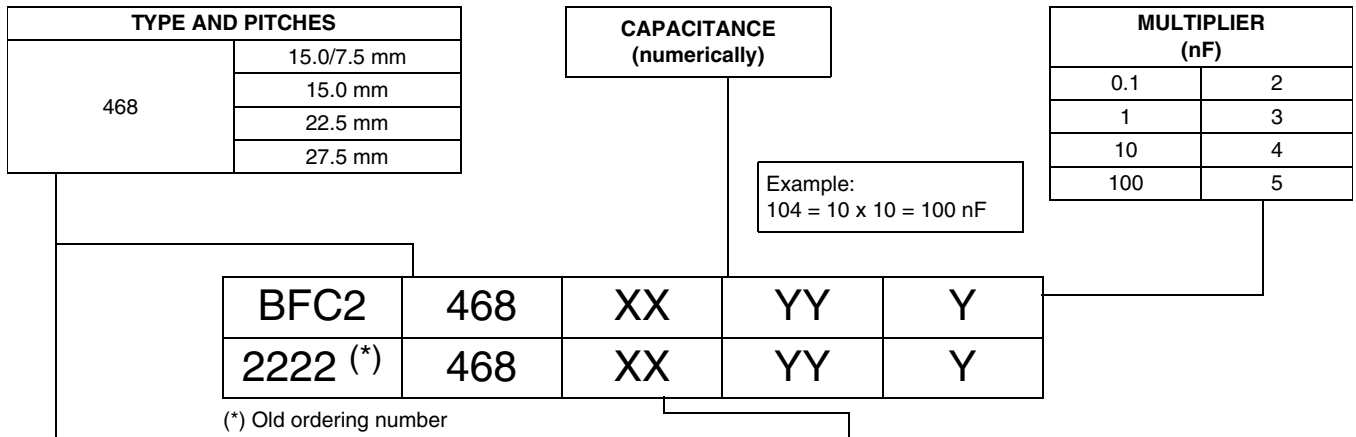 TYPE AND PITCHES
468
15.0/7.5 mm
15.0 mm
22.5 mm
27.5 mm
CAPACITANCE
(numerically)
MULTIPLIER
(nF)
0.1 2
1 3
10 4
100 5
Example:
104 = 10 x 10 = 100 nF
BFC2 468 XX YY Y
2222 (*) 468 XX YY Y
(*) Old ordering number